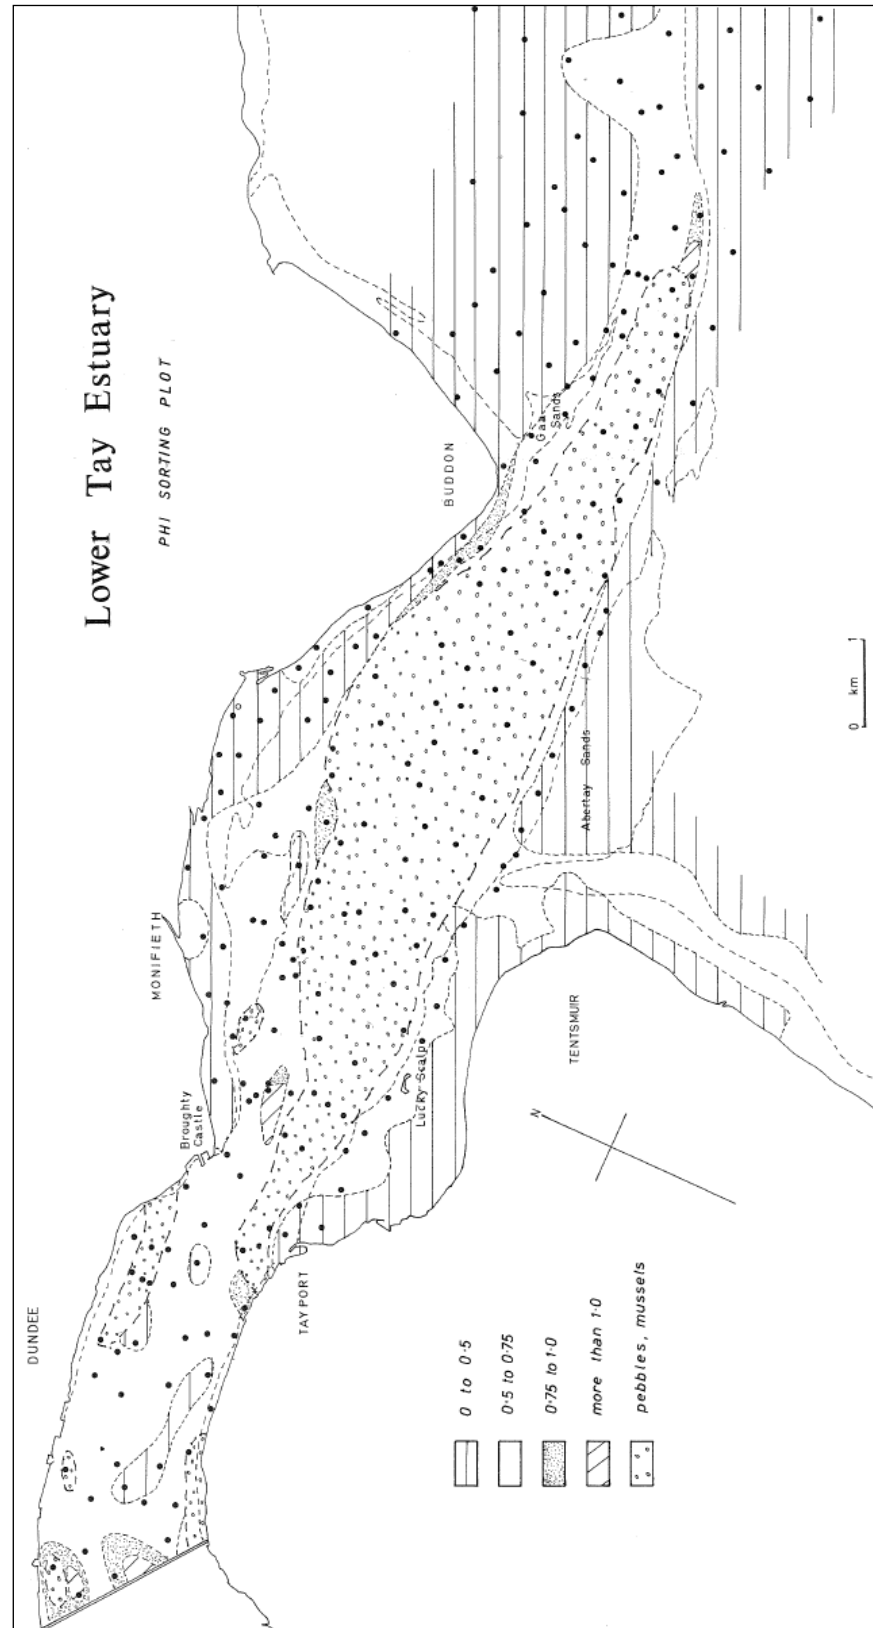 Lower Tay Estuary
PHI SORTING PLOT
DUNDEE
Broughty
Castle
MONIFIETH
BUDDON
Gaa
Sands
TAYPORT
Lucky Scalp
TENTSMUIR
Abertay Sands
N
0 to 0·5
0·5 to 0·75
0·75 to 1·0
more than 1·0
pebbles, mussels
0 km 1